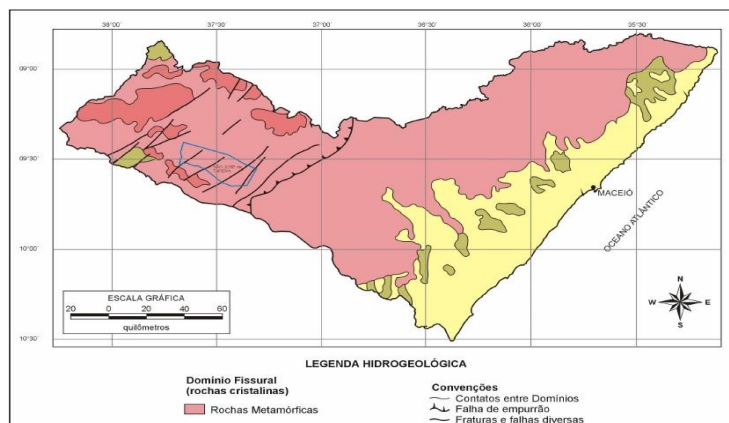 38°00'
37°30'
37°00'
36°30'
36°00'
35°30'
09°00'
09°30'
MACEIÓ
OCEANO ATLÂNTICO
10°00'
10°30'
ESCALA GRÁFICA
20 0 20 40 60
quilômetros
N
W E
S
LEGENDA HIDROGEOLÓGICA
Domínio Fissural
(rochas cristalinas)
Rochas Metamórficas
Convenções
Contatos entre Domínios
Falha de empurrão
Fraturas e falhas diversas